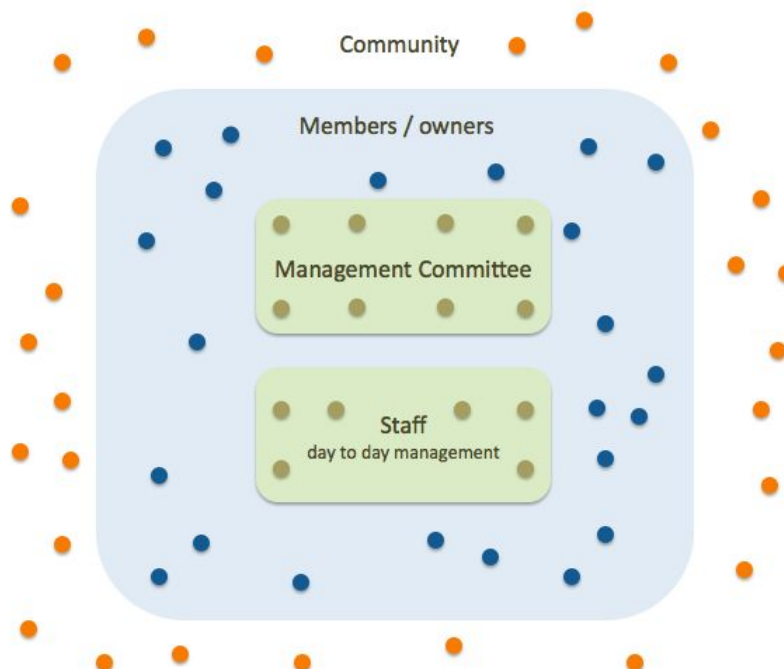 Community
Members / owners
Management Committee
Staff
day to day management